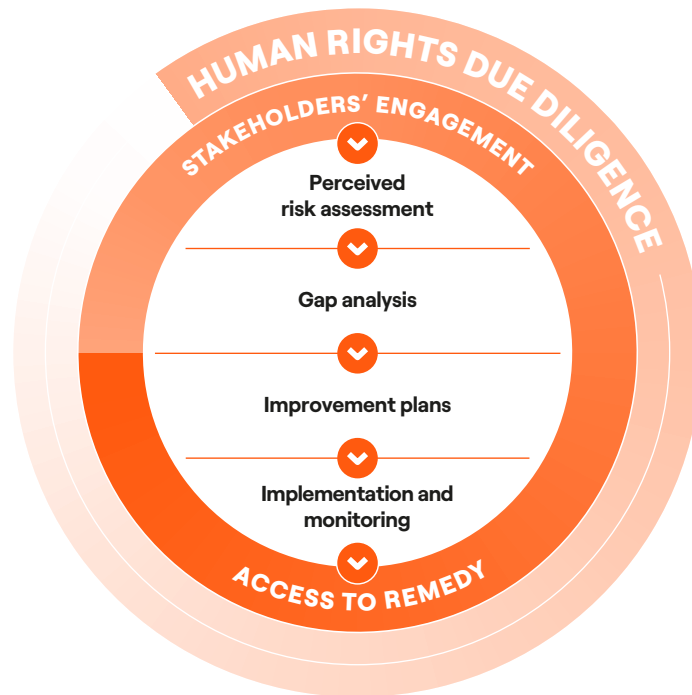 HUMAN RIGHTS DUE DILIGENCE
STAKEHOLDERS’ ENGAGEMENT
Perceived
risk assessment
Gap analysis
Improvement plans
Implementation and
monitoring
ACCESS TO REMEDY